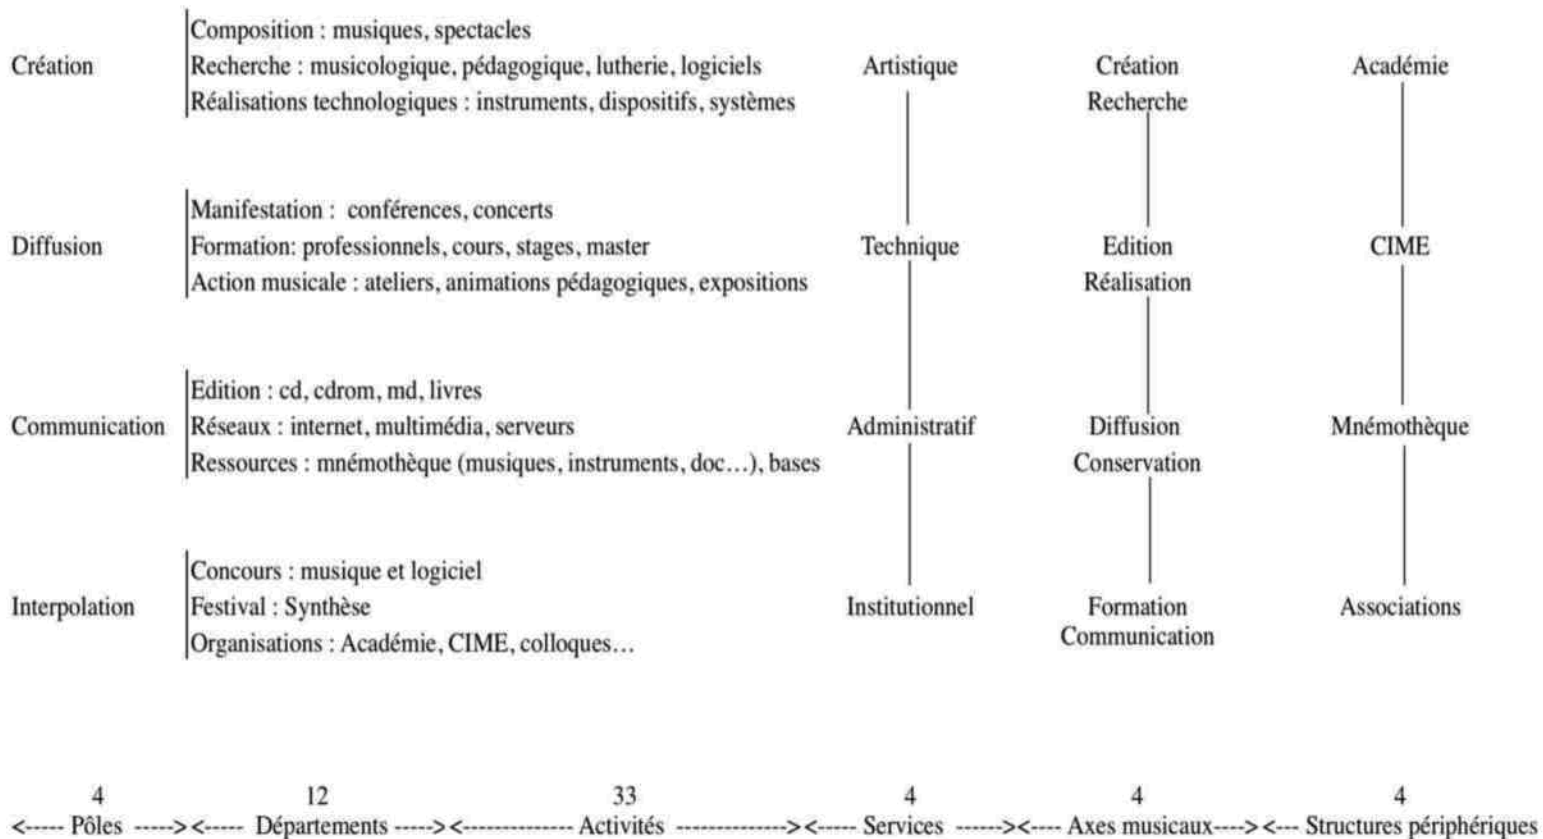 Composition : musiques, spectacles
Création Recherche : musicologique, pédagogique, lutherie, logiciels Artistique Création Académie
Réalisations technologiques : instruments, dispositifs, systèmes Recherche
Manifestation : conférences, concerts
Diffusion Formation: professionnels, cours, stages, master Technique Edition CIME
Action musicale : ateliers, animations pédagogiques, expositions Réalisation
Edition : cd, cdrom, md, livres
Communication Réseaux : internet, multimédia, serveurs Administratif Diffusion Mnémothèque
Ressources : mnémothèque (musiques, instruments, doc…), bases Conservation
Concours : musique et logiciel
Interpolation Festival : Synthèse Institutionnel Formation Associations
Organisations : Académie, CIME, colloques… Communication
4 12 33 4 4 4
<----- Pôles -----> <----- Départements -----> <-------------- Activités --------------> <----- Services ------> <---- Axes musicaux----> <--- Structures périphériques